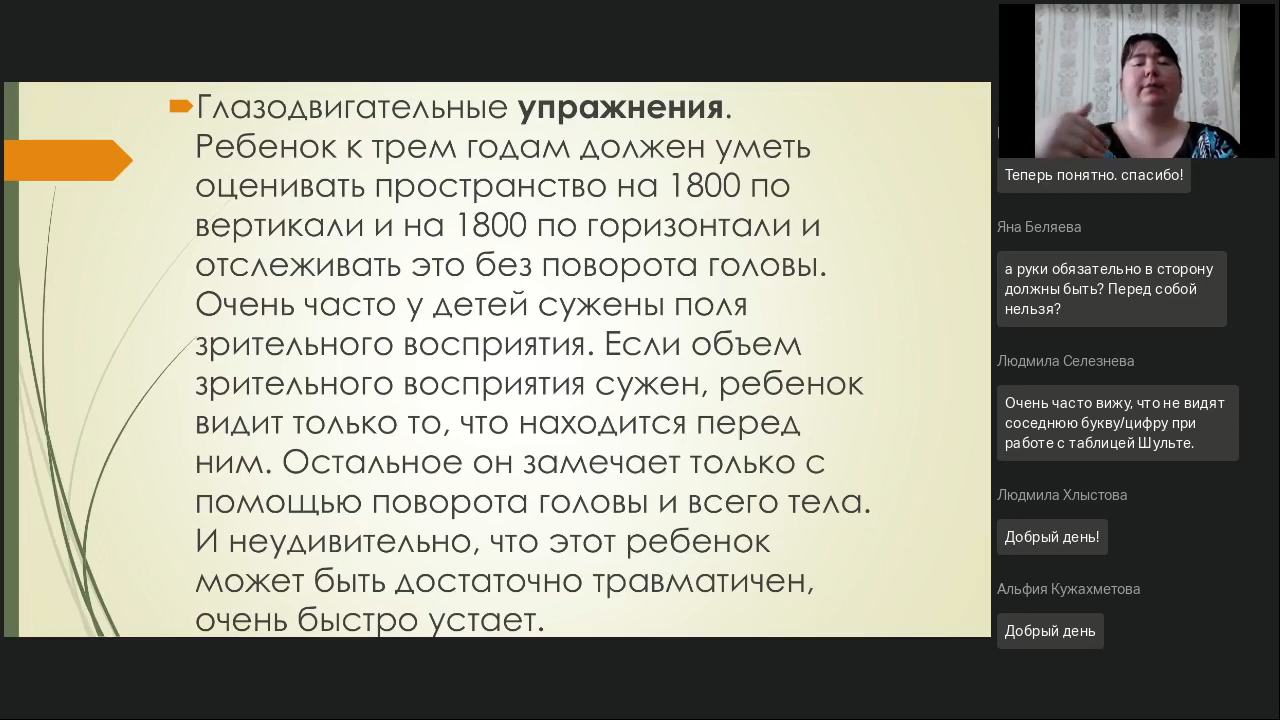 Глазодвигательные упражнения.
Ребенок к трем годам должен уметь
оценивать пространство на 1800 по
вертикали и на 1800 по горизонтали и
отслеживать это без поворота головы.
Очень часто у детей сужены поля
зрительного восприятия. Если объем
зрительного восприятия сужен, ребенок
видит только то, что находится перед
ним. Остальное он замечает только с
помощью поворота головы и всего тела.
И неудивительно, что этот ребенок
может быть достаточно травматичен,
очень быстро устает.
Теперь понятно. спасибо!
Яна Беляева
а руки обязательно в сторону
должны быть? Перед собой
нельзя?
Людмила Селезнева
Очень часто вижу, что не видят
соседнюю букву/цифру при
работе с таблицей Шульте.
Людмила Хлыстова
Добрый день!
Альфия Кужахметова
Добрый день